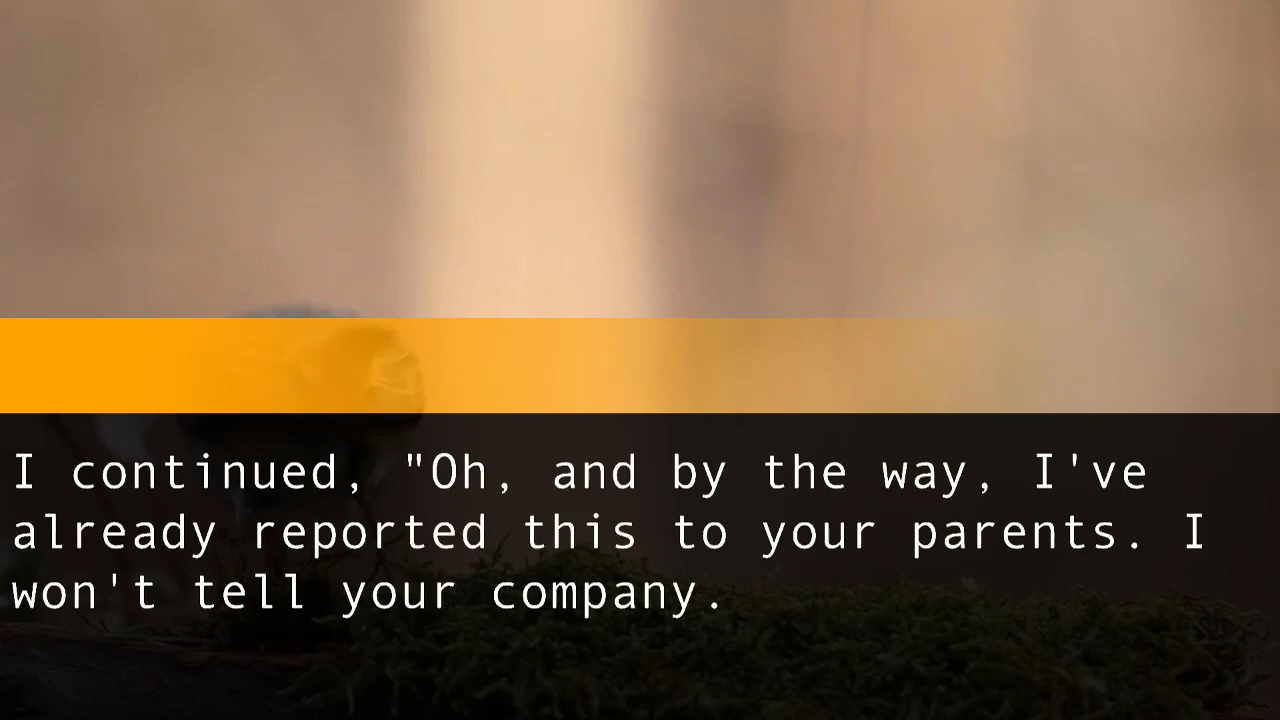 I continued, "Oh, and by the way, I've
already reported this to your parents. I
won't tell your company.